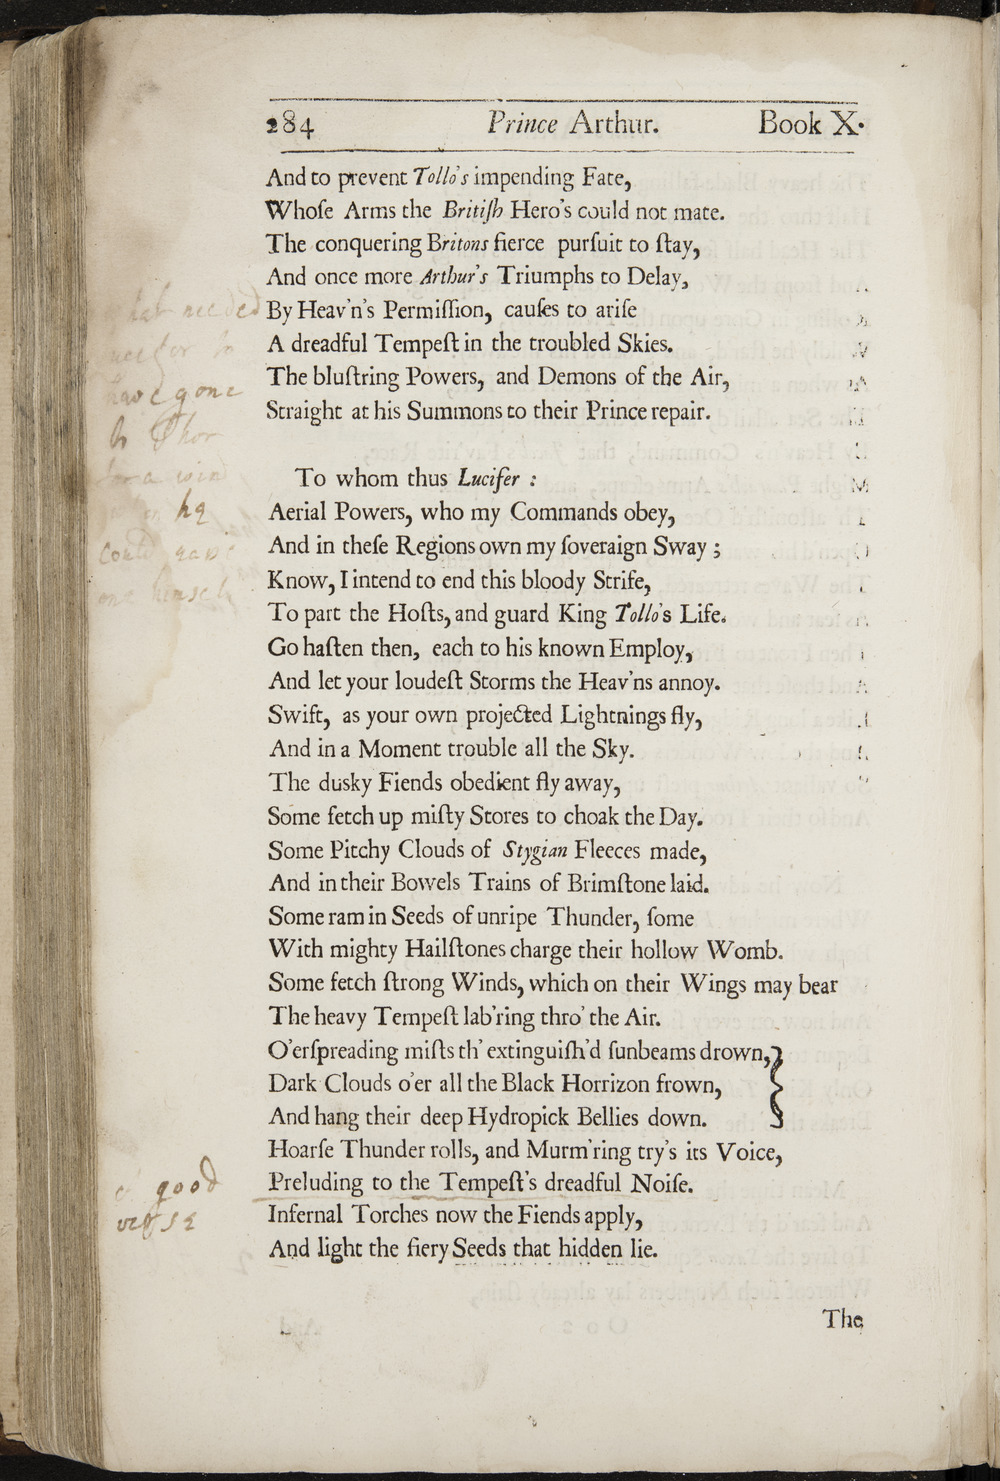 284 Prince Arthur. Book X.
And to prevent Tollo's impending Fate,
Whoſe Arms the Britiſh Hero's could not mate.
The conquering Britons fierce purſuit to ſtay,
And once more Arthur's Triumphs to Delay,
By Heav'n's Permiſſion, cauſes to ariſe
A dreadful Tempeſt in the troubled Skies.
The bluſtring Powers, and Demons of the Air,
Straight at his Summons to their Prince repair.
To whom thus Lucifer :
Aerial Powers, who my Commands obey,
And in theſe Regions own my ſoveraign Sway ;
Know, I intend to end this bloody Strife,
To part the Hoſts, and guard King Tollo's Life.
Go haſten then, each to his known Employ,
And let your loudeſt Storms the Heav'ns annoy.
Swift, as your own projected Lightnings fly,
And in a Moment trouble all the Sky.
The dusky Fiends obedient fly away,
Some fetch up miſty Stores to choak the Day.
Some Pitchy Clouds of Stygian Fleeces made,
And in their Bowels Trains of Brimſtone laid.
Some ram in Seeds of unripe Thunder, ſome
With mighty Hailſtones charge their hollow Womb.
Some fetch ſtrong Winds, which on their Wings may bear
The heavy Tempeſt lab'ring thro' the Air.
O'erſpreading miſts th' extinguiſh'd ſunbeams drown,
Dark Clouds o'er all the Black Horrizon frown,
And hang their deep Hydropick Bellies down.
Hoarſe Thunder rolls, and Murm'ring try's its Voice,
Preluding to the Tempeſt's dreadful Noiſe.
Infernal Torches now the Fiends apply,
And light the fiery Seeds that hidden lie.
The
needed
have gone
to Thor
for a wind
he
could
good
verse